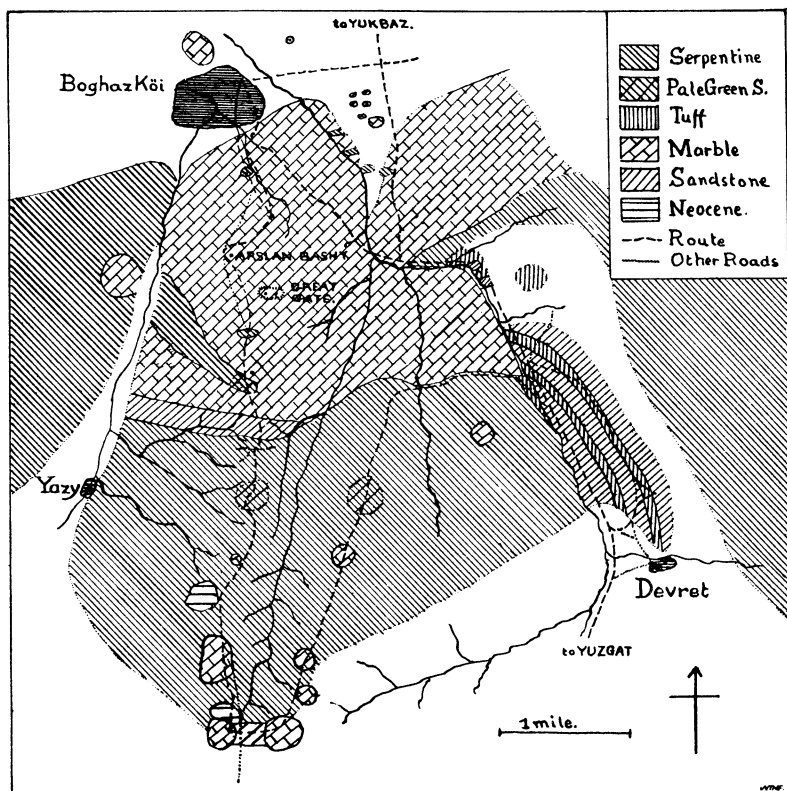 to YUKBAZ.
Boghaz Köi
Serpentine
Pale Green S.
Tuff
Marble
Sandstone
Neocene.
Route
Other Roads
ARSLAN BASHY
GREAT
GATE.
Yazy
Devret
to YUZGAT
1 mile.